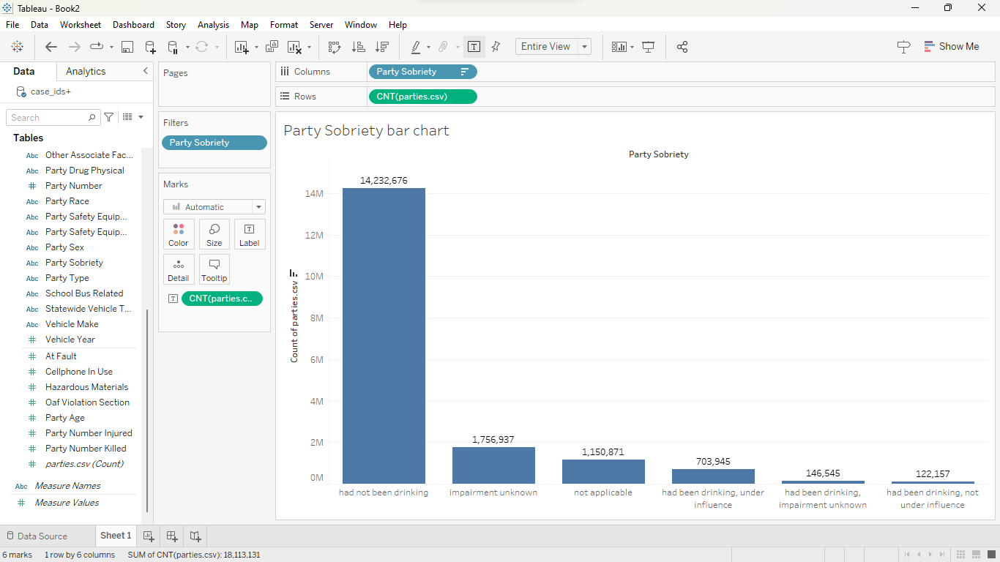 Tableau - Book2
File Data Worksheet Dashboard Story Analysis Map Format Server Window Help
Entire View
Show Me
Data Analytics
case_ids+
Search
Tables
Abc Other Associate Fac...
Abc Party Drug Physical
# Party Number
Abc Party Race
Abc Party Safety Equip...
Abc Party Safety Equip...
Abc Party Sex
Abc Party Sobriety
Abc Party Type
Abc School Bus Related
Abc Statewide Vehicle T...
Abc Vehicle Make
# Vehicle Year
# At Fault
# Cellphone In Use
# Hazardous Materials
# Oaf Violation Section
# Party Age
# Party Number Injured
# Party Number Killed
# parties.csv (Count)
Abc Measure Names
# Measure Values
Pages
Filters
Party Sobriety
Marks
Automatic
Color Size Label
Detail Tooltip
CNT(parties.c..
Columns Party Sobriety
Rows CNT(parties.csv)
Party Sobriety bar chart
Party Sobriety
Count of parties.csv
14M
12M
10M
8M
6M
4M
2M
0M
14,232,676
1,756,937
1,150,871
703,945
146,545
122,157
had not been drinking
impairment unknown
not applicable
had been drinking, under
influence
had been drinking,
impairment unknown
had been drinking, not
under influence
Data Source Sheet 1
6 marks 1 row by 6 columns SUM of CNT(parties.csv): 18,113,131